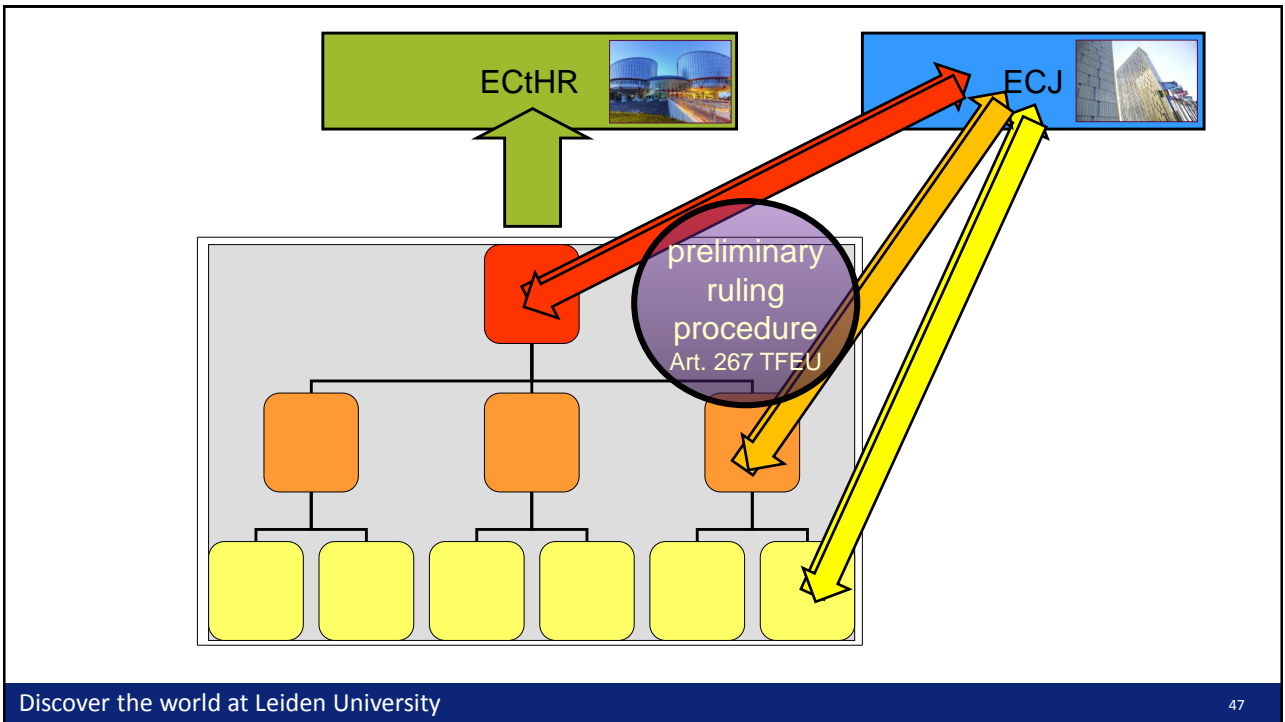 ECtHR
ECJ
preliminary
ruling
procedure
Art. 267 TFEU
Discover the world at Leiden University
47